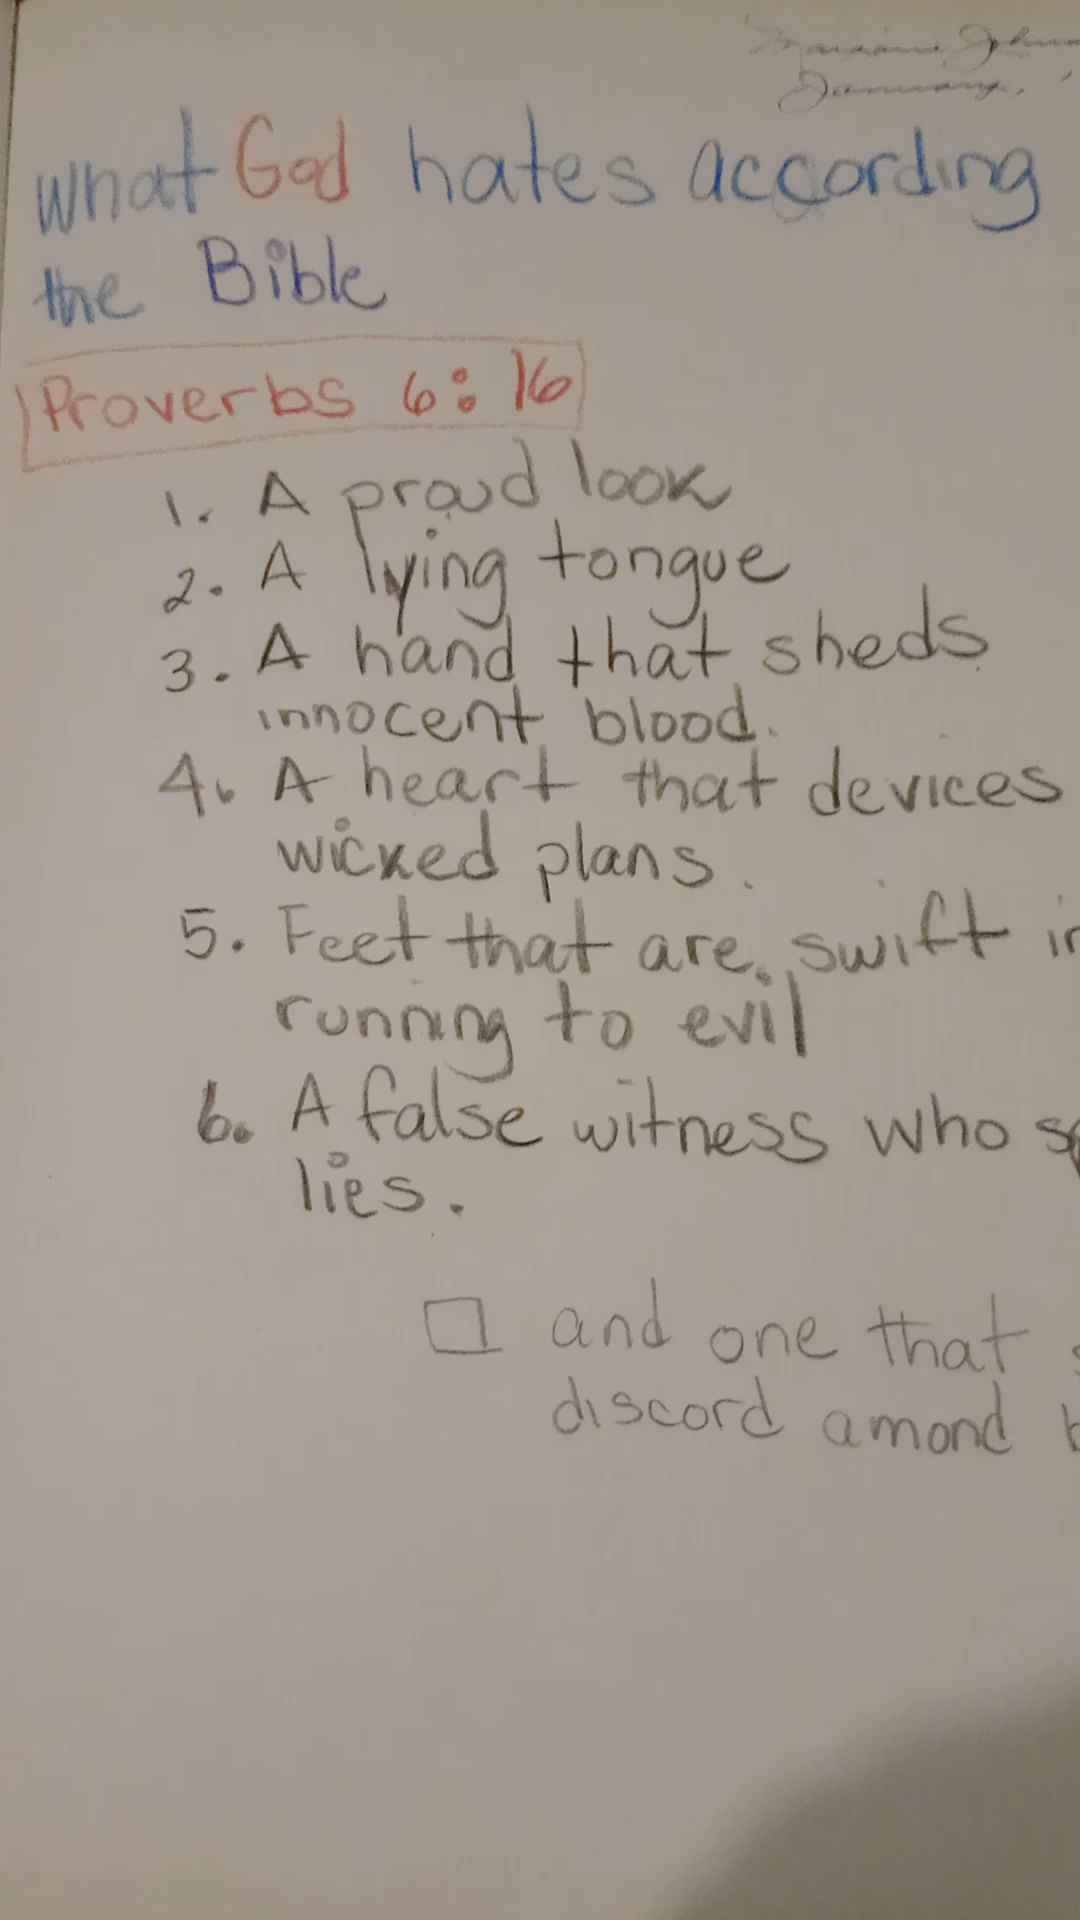 January,
what God hates according
the Bible
Proverbs 6:16
1. A proud look
2. A lying tongue
3. A hand that sheds
innocent blood.
4. A heart that devices
wicked plans.
5. Feet that are swift in
running to evil
6. A false witness who
lies.
and one that
discord amond